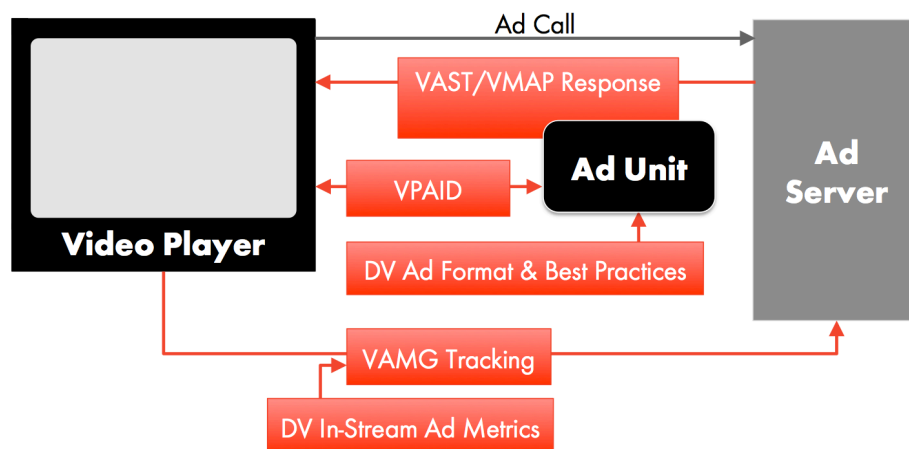 Ad Call
VAST/VMAP Response
Ad Unit
Ad
Server
VPAID
Video Player
DV Ad Format & Best Practices
VAMG Tracking
DV In-Stream Ad Metrics